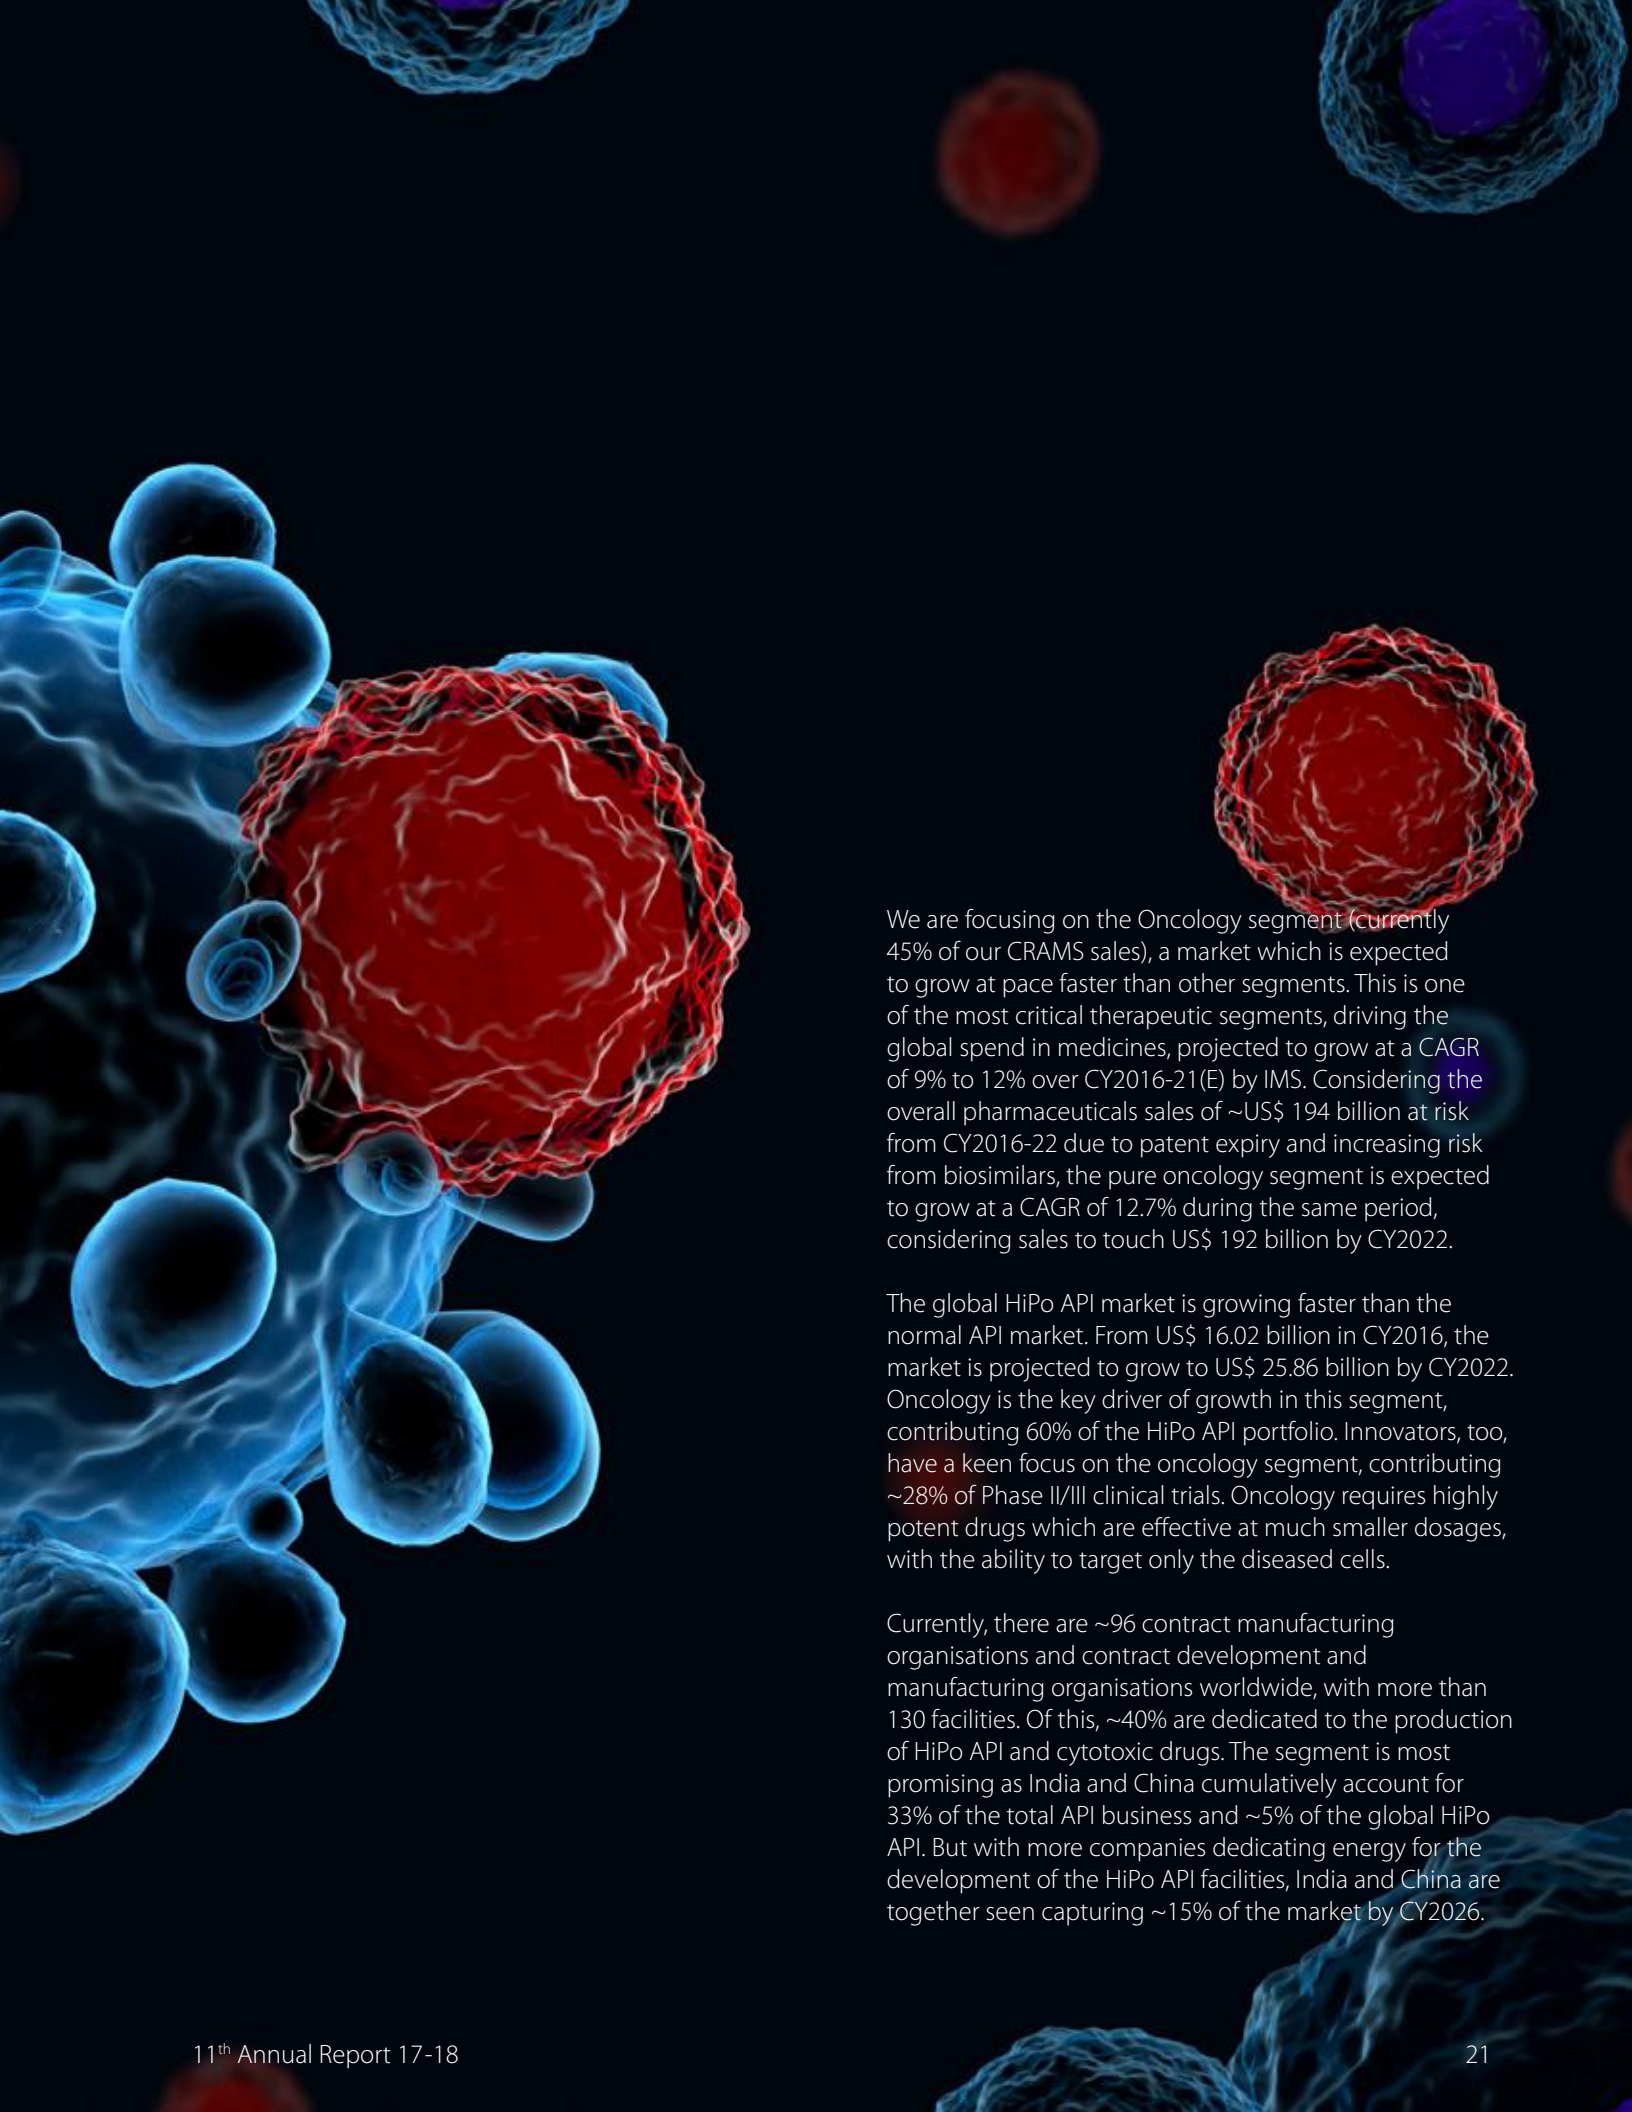 We are focusing on the Oncology segment (currently
45% of our CRAMS sales), a market which is expected
to grow at pace faster than other segments. This is one
of the most critical therapeutic segments, driving the
global spend in medicines, projected to grow at a CAGR
of 9% to 12% over CY2016-21(E) by IMS. Considering the
overall pharmaceuticals sales of ~US$ 194 billion at risk
from CY2016-22 due to patent expiry and increasing risk
from biosimilars, the pure oncology segment is expected
to grow at a CAGR of 12.7% during the same period,
considering sales to touch US$ 192 billion by CY2022.
The global HiPo API market is growing faster than the
normal API market. From US$ 16.02 billion in CY2016, the
market is projected to grow to US$ 25.86 billion by CY2022.
Oncology is the key driver of growth in this segment,
contributing 60% of the HiPo API portfolio. Innovators, too,
have a keen focus on the oncology segment, contributing
~28% of Phase II/III clinical trials. Oncology requires highly
potent drugs which are effective at much smaller dosages,
with the ability to target only the diseased cells.
Currently, there are ~96 contract manufacturing
organisations and contract development and
manufacturing organisations worldwide, with more than
130 facilities. Of this, ~40% are dedicated to the production
of HiPo API and cytotoxic drugs. The segment is most
promising as India and China cumulatively account for
33% of the total API business and ~5% of the global HiPo
API. But with more companies dedicating energy for the
development of the HiPo API facilities, India and China are
together seen capturing ~15% of the market by CY2026.
11th Annual Report 17-18
21